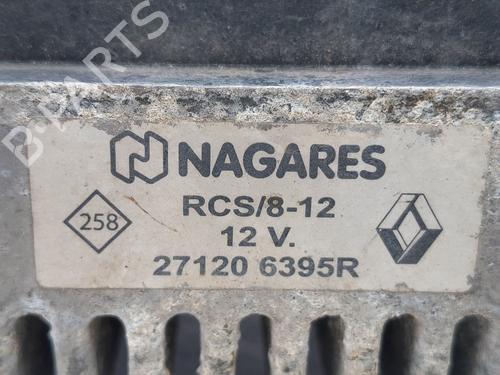 B-PARTS
NAGARES
RCS/8-12
258
12 V.
27120 6395R